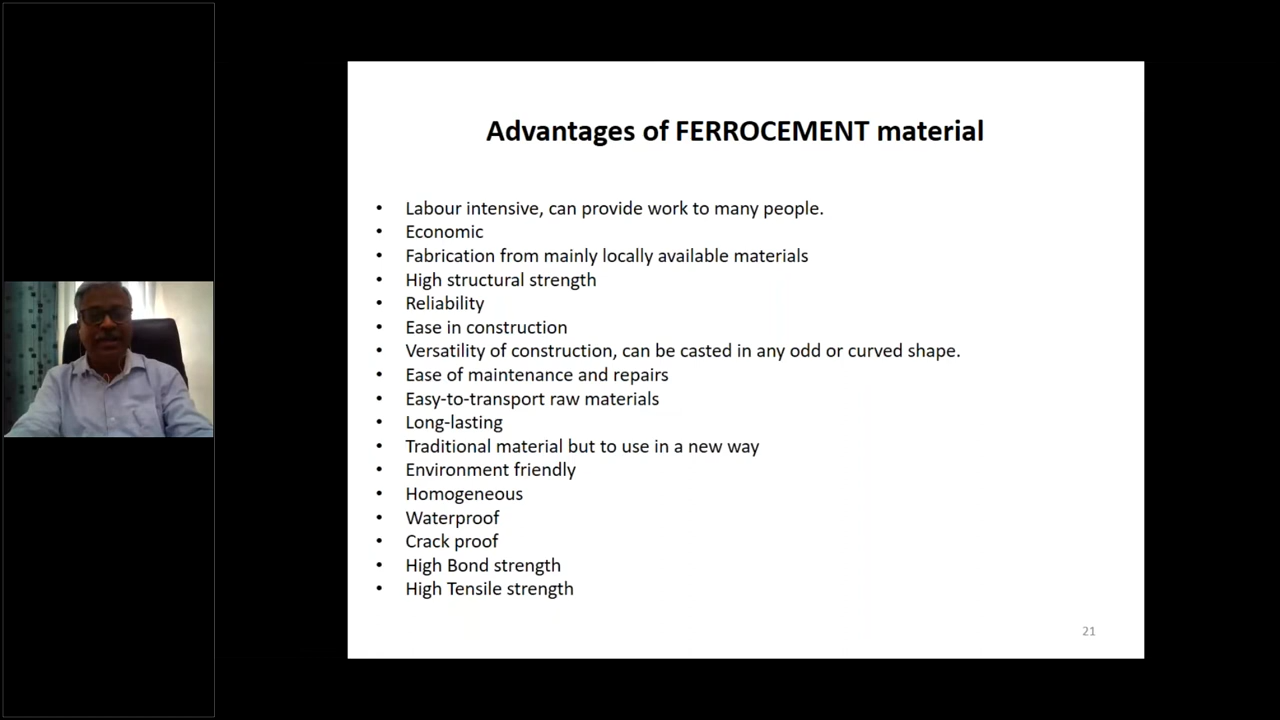 Advantages of FERROCEMENT material
• Labour intensive, can provide work to many people.
• Economic
• Fabrication from mainly locally available materials
• High structural strength
• Reliability
• Ease in construction
• Versatility of construction, can be casted in any odd or curved shape.
• Ease of maintenance and repairs
• Easy-to-transport raw materials
• Long-lasting
• Traditional material but to use in a new way
• Environment friendly
• Homogeneous
• Waterproof
• Crack proof
• High Bond strength
• High Tensile strength
21